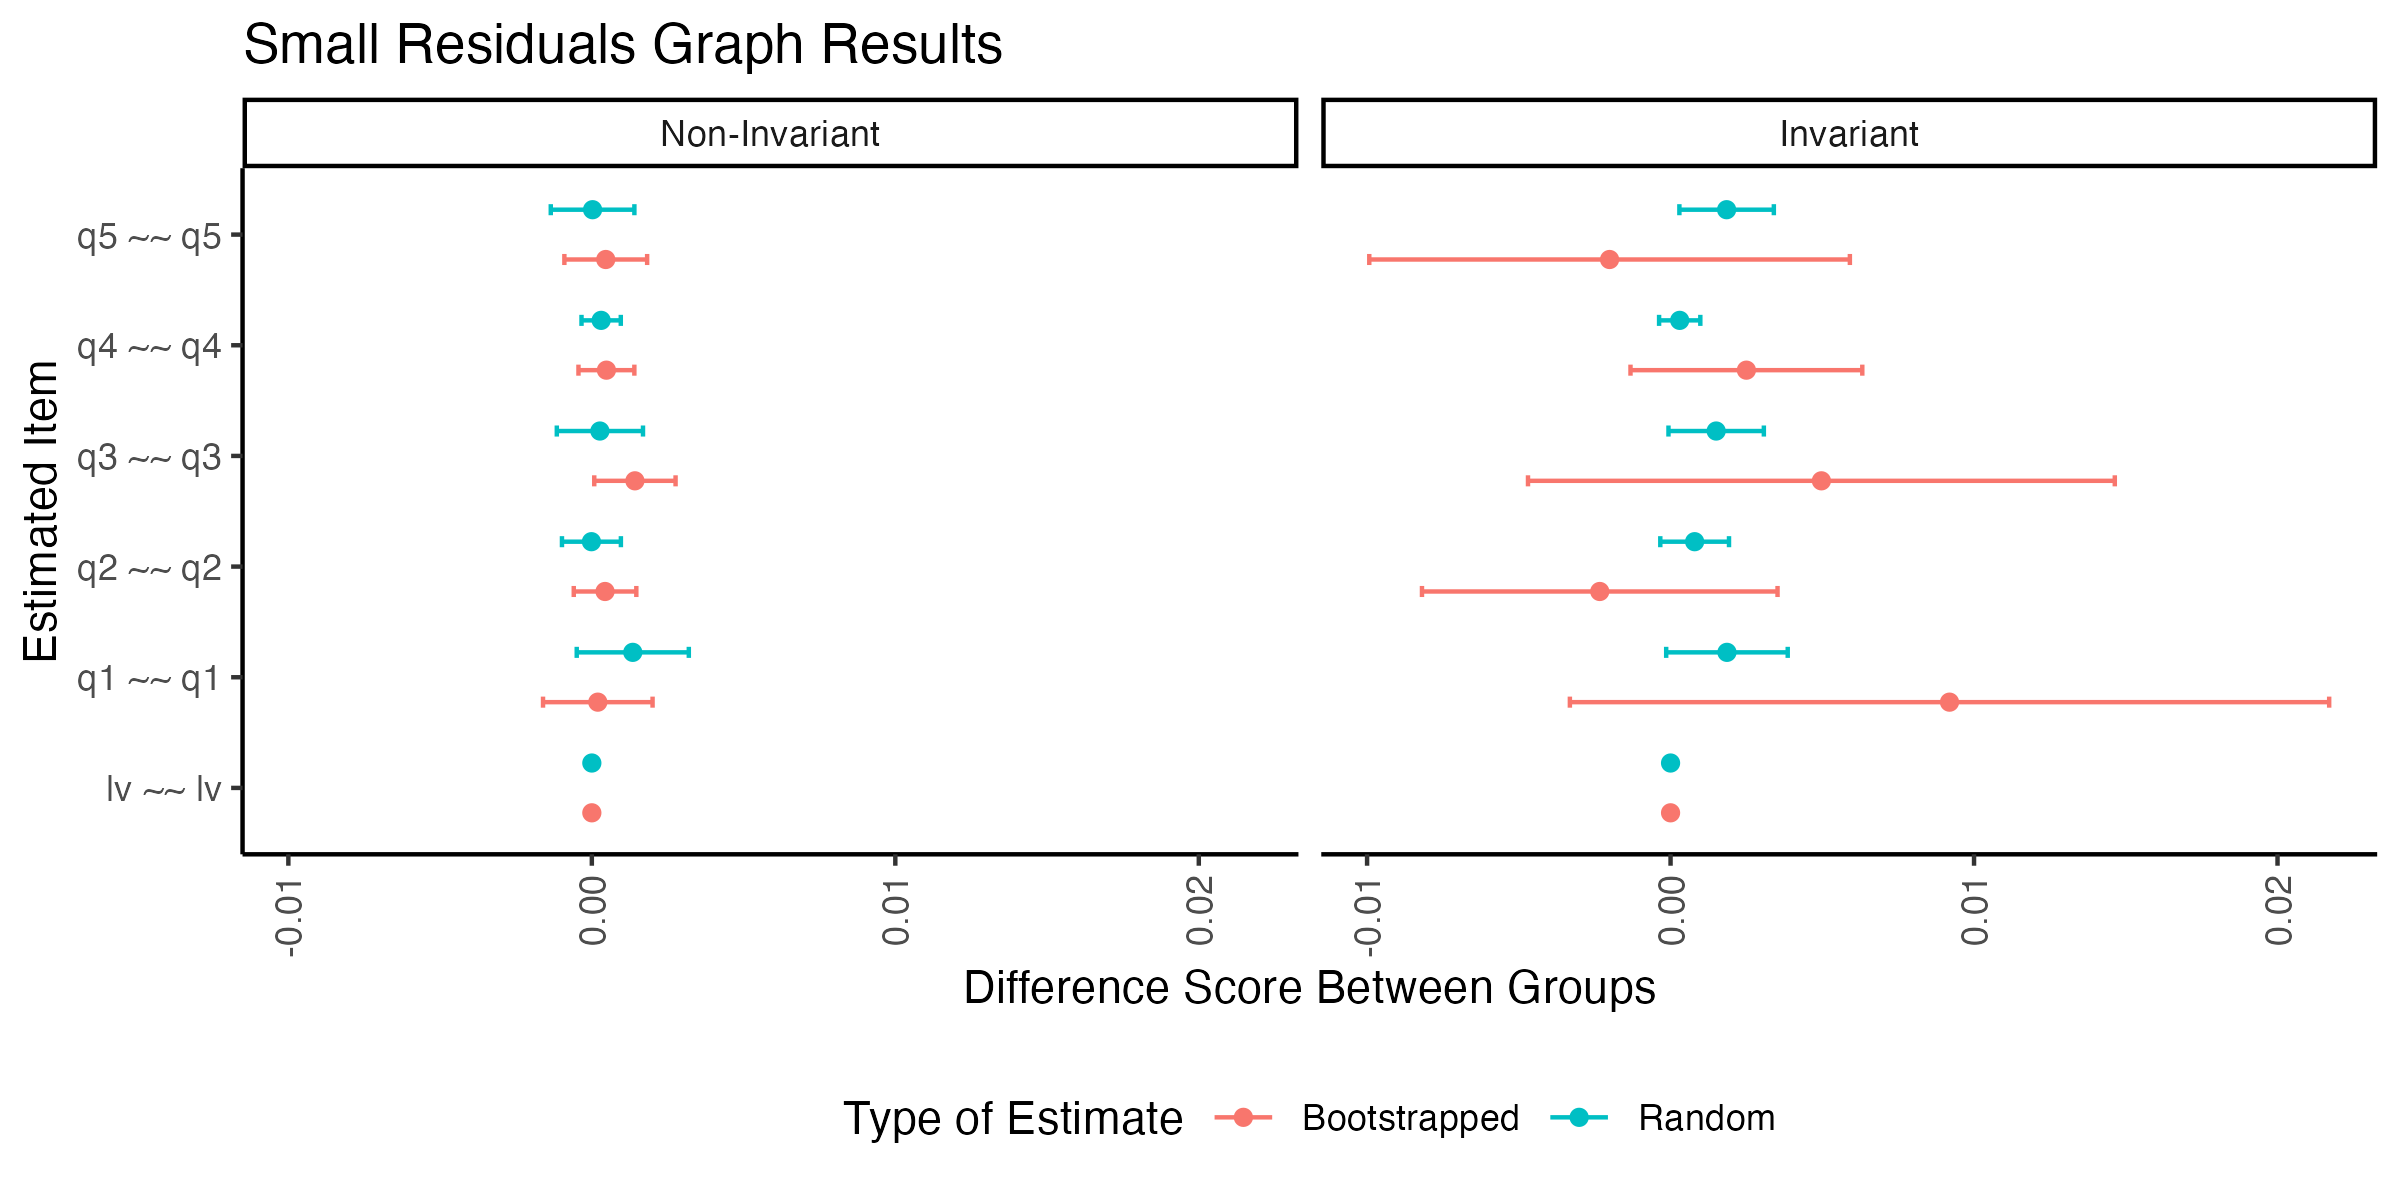 Small Residuals Graph Results
Non-Invariant
Invariant
Estimated Item
q5 ~~ q5
q4 ~~ q4
q3 ~~ q3
q2 ~~ q2
q1 ~~ q1
lv ~~ lv
-0.01
0.00
0.01
0.02
-0.01
0.00
0.01
0.02
Difference Score Between Groups
Type of Estimate
Bootstrapped
Random